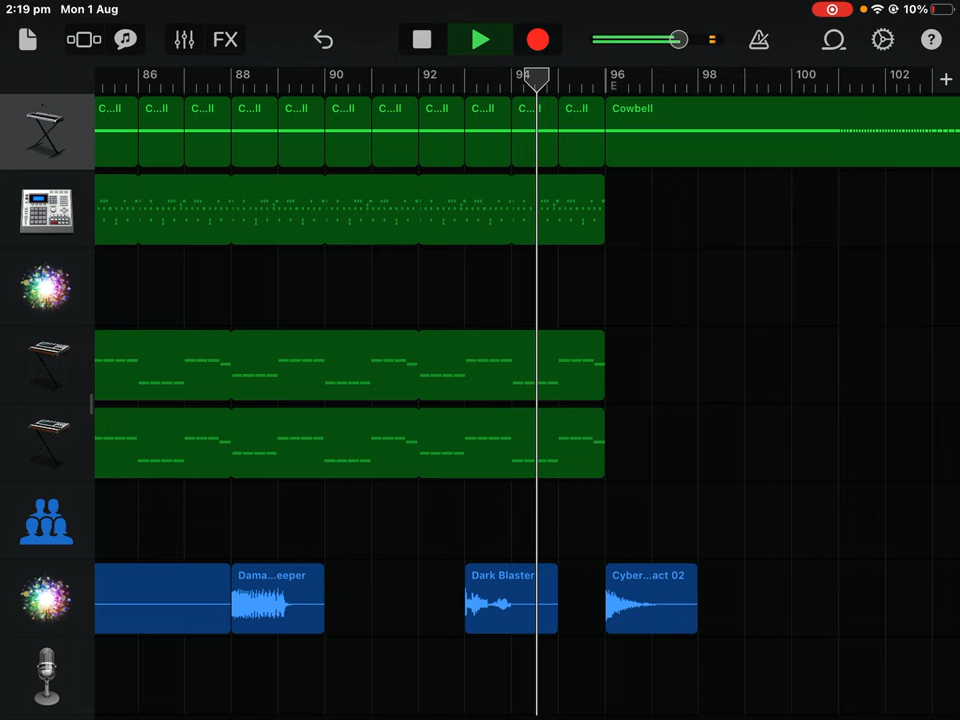 2:19 pm Mon 1 Aug
10%
FX
?
86 88 90 92 94 96 98 100 102 +
E
C...ll C...ll C...ll C...ll C...ll C...ll C...ll C...ll C...ll C...ll C...ll Cowbell
Dama...eeper Dark Blaster Cyber...act 02